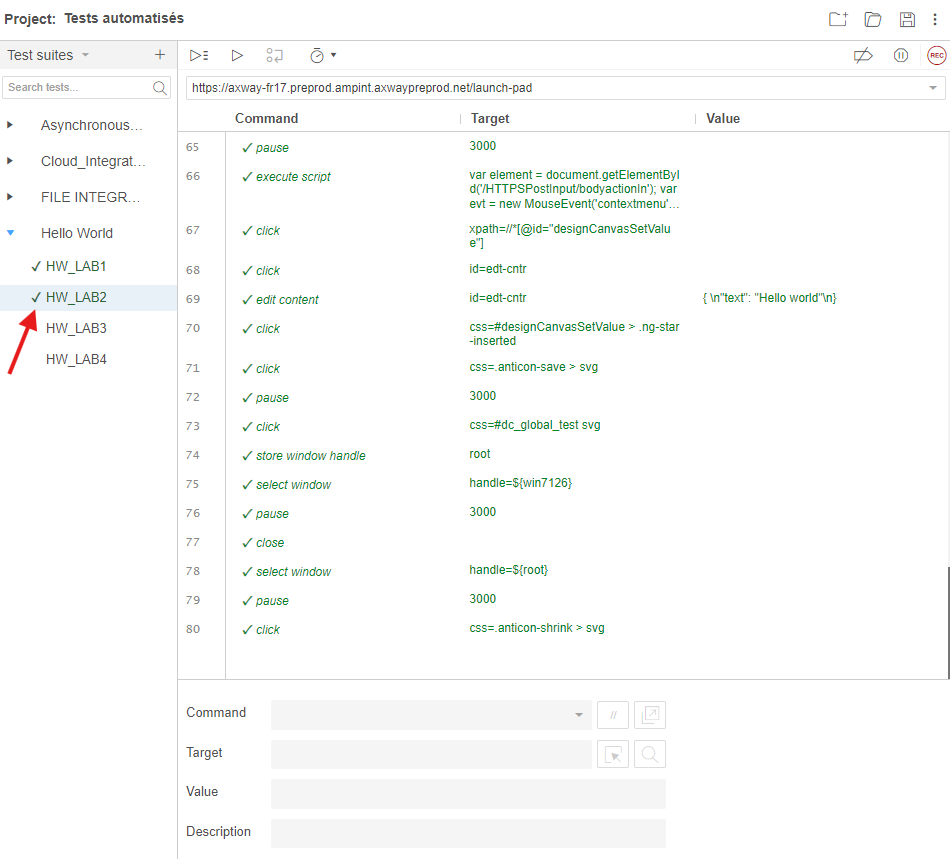 Project: Tests automatisés
Test suites
+
REC
Search tests...
https://axway-fr17.preprod.ampint.axwaypreprod.net/launch-pad
Command Target Value
Asynchronous…
Cloud_Integrat…
FILE INTEGR…
Hello World
✓ HW_LAB1
✓ HW_LAB2
HW_LAB3
HW_LAB4
65 ✓ pause 3000
66 ✓ execute script var element = document.getElementByI
d('/HTTPSPostInput/bodyactionIn'); var
evt = new MouseEvent('contextmenu'…
67 ✓ click xpath=//*[@id="designCanvasSetValu
e"]
68 ✓ click id=edt-cntr
69 ✓ edit content id=edt-cntr { \n"text": "Hello world"\n}
70 ✓ click css=#designCanvasSetValue > .ng-star
-inserted
71 ✓ click css=.anticon-save > svg
72 ✓ pause 3000
73 ✓ click css=#dc_global_test svg
74 ✓ store window handle root
75 ✓ select window handle=${win7126}
76 ✓ pause 3000
77 ✓ close
78 ✓ select window handle=${root}
79 ✓ pause 3000
80 ✓ click css=.anticon-shrink > svg
Command //
Target
Value
Description